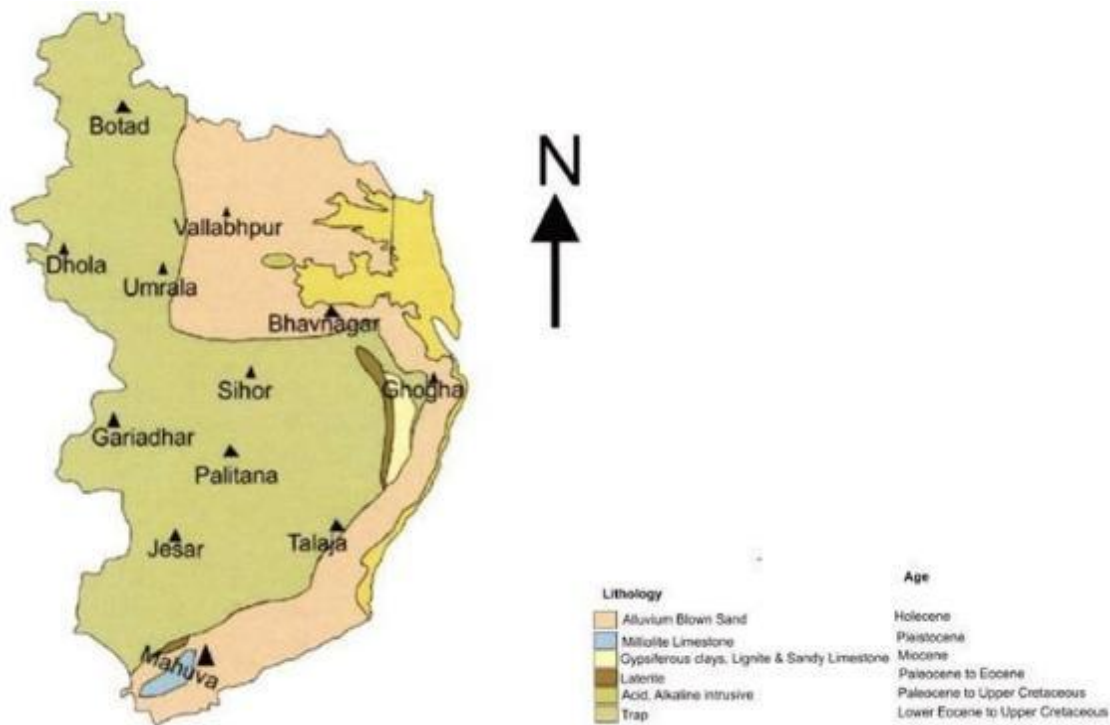 Botad
N
Vallabhpur
Dhola
Umrala
Bhavnagar
Sihor
Ghogha
Gariadhar
Palitana
Jesar
Talaja
Mahuva
Lithology Age
Alluvium Blown Sand Holecene
Milliolite Limestone Pleistocene
Gypsiferous clays, Lignite & Sandy Limestone Miocene
Laterite Paleocene to Eocene
Acid, Alkaline intrusive Paleocene to Upper Cretaceous
Trap Lower Eocene to Upper Cretaceous